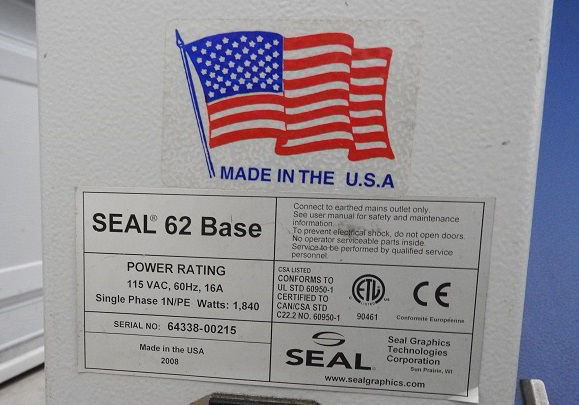 MADE IN THE U.S.A
SEAL® 62 Base
Connect to earthed mains outlet only.
See user manual for safety and maintenance
information.
To prevent electrical shock, do not open doors.
No operator serviceable parts inside.
Service to be performed by qualified service
personnel.
POWER RATING
115 VAC, 60Hz, 16A
Single Phase 1N/PE Watts: 1,840
CSA LISTED
CONFORMS TO
UL STD 60950-1
CERTIFIED TO
CAN/CSA STD
C22.2 NO. 60950-1
ETL
90461
CE
Conformité Européenne
SERIAL NO: 64338-00215
Made in the USA
2008
SEAL®
www.sealgraphics.com
Seal Graphics
Technologies
Corporation
Sun Prairie, WI